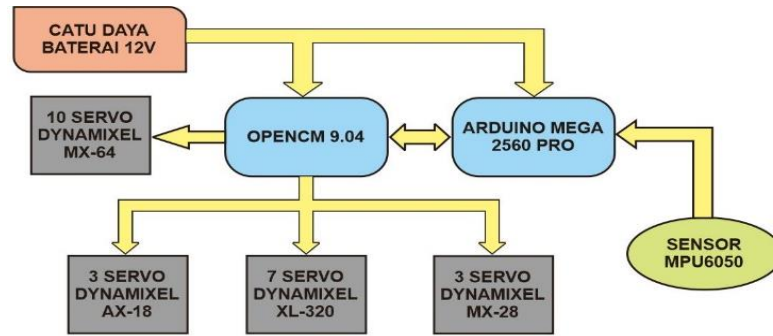 CATU DAYA
BATERAI 12V
10 SERVO
DYNAMIXEL
MX-64
OPENCM 9.04
ARDUINO MEGA
2560 PRO
3 SERVO
DYNAMIXEL
AX-18
7 SERVO
DYNAMIXEL
XL-320
3 SERVO
DYNAMIXEL
MX-28
SENSOR
MPU6050